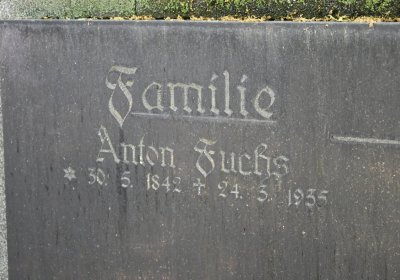 Familie
Anton Fuchs
* 30. 5. 1842 + 24. 3. 1935